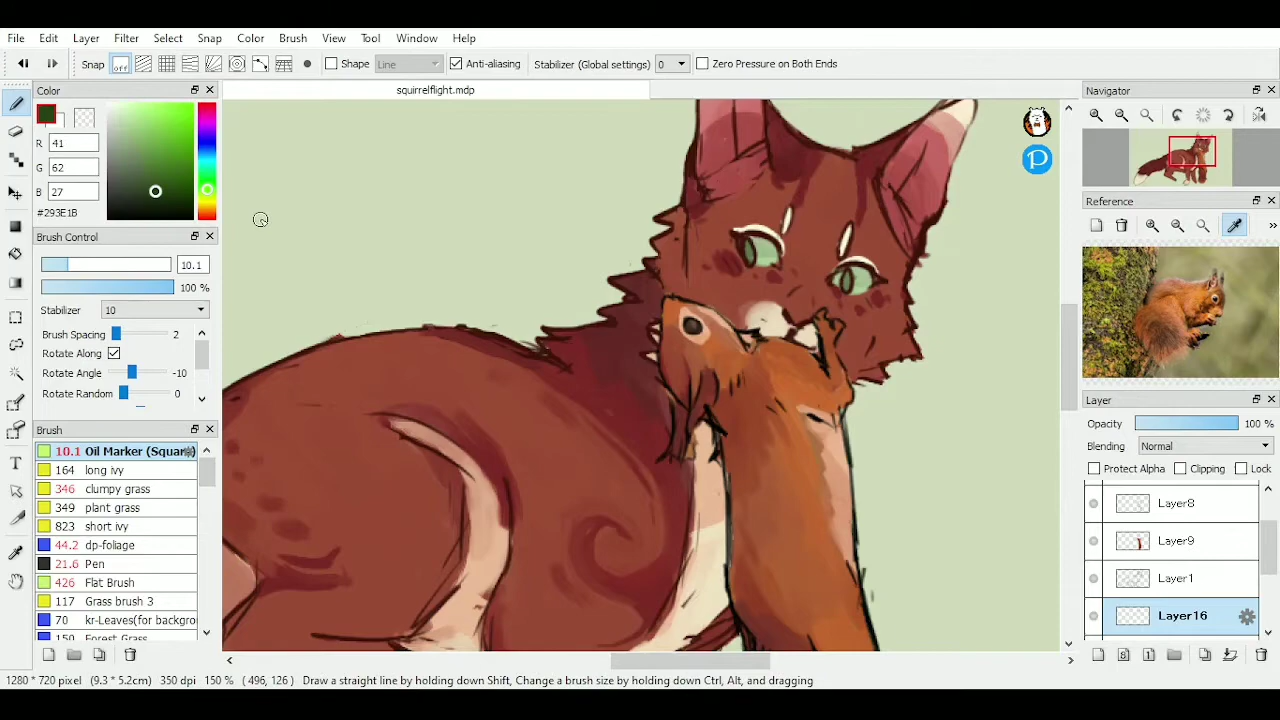 File Edit Layer Filter Select Snap Color Brush View Tool Window Help
Snap off Shape Line Anti-aliasing Stabilizer (Global settings) 0 Zero Pressure on Both Ends
Color
squirrelflight.mdp
Navigator
R 41
G 62
B 27
#293E1B
P
Reference
Brush Control
10.1
100 %
Stabilizer 10
Brush Spacing 2
Rotate Along
Rotate Angle -10
Rotate Random 0
Layer
Opacity 100 %
Blending Normal
Protect Alpha Clipping Lock
Layer8
Layer9
Layer1
Layer16
Brush
10.1 Oil Marker (Square)
164 long ivy
346 clumpy grass
349 plant grass
823 short ivy
44.2 dp-foliage
21.6 Pen
426 Flat Brush
117 Grass brush 3
70 kr-Leaves(for backgro
150 Forest Grass
1280 * 720 pixel (9.3 * 5.2cm) 350 dpi 150 % ( 496, 126 ) Draw a straight line by holding down Shift, Change a brush size by holding down Ctrl, Alt, and dragging